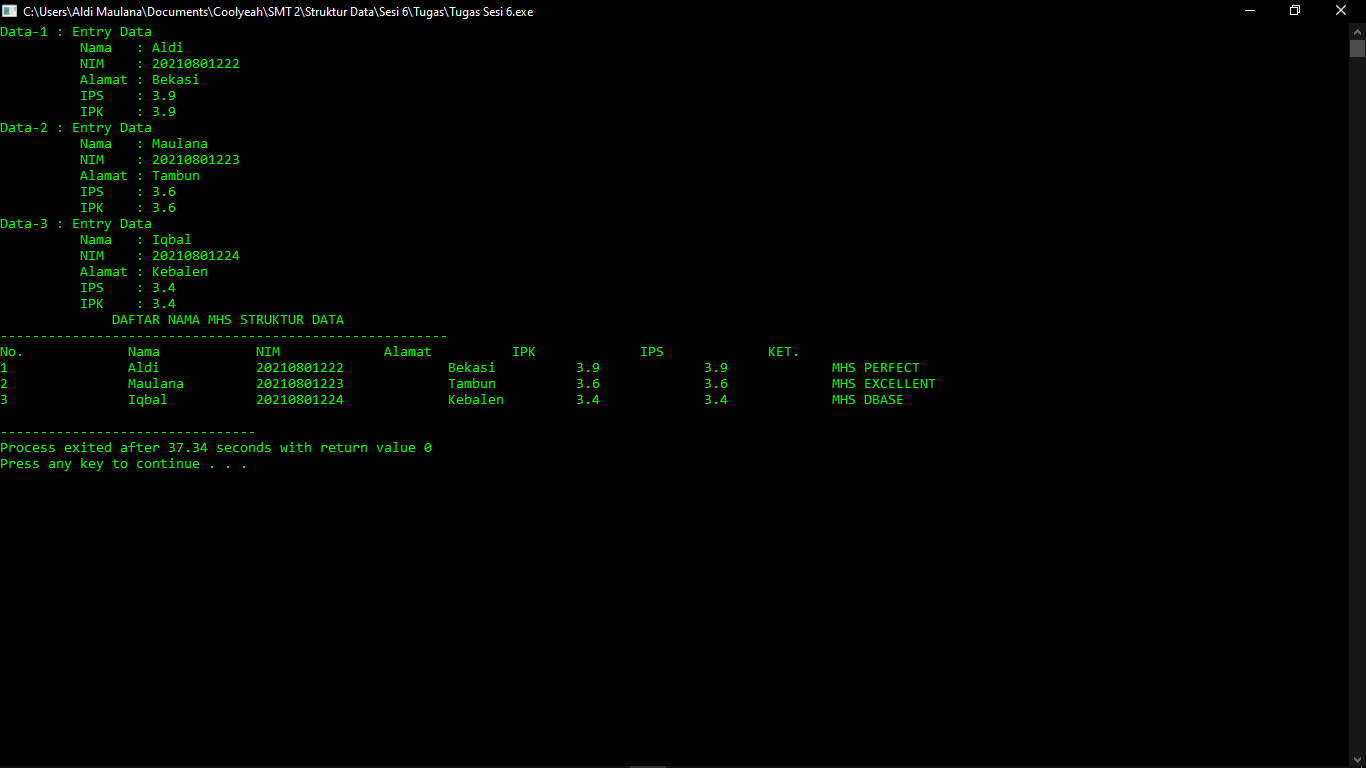 C:\Users\Aldi Maulana\Documents\Coolyeah\SMT 2\Struktur Data\Sesi 6\Tugas\Tugas Sesi 6.exe
Data-1 : Entry Data
Nama : Aldi
NIM : 20210801222
Alamat : Bekasi
IPS : 3.9
IPK : 3.9
Data-2 : Entry Data
Nama : Maulana
NIM : 20210801223
Alamat : Tambun
IPS : 3.6
IPK : 3.6
Data-3 : Entry Data
Nama : Iqbal
NIM : 20210801224
Alamat : Kebalen
IPS : 3.4
IPK : 3.4
DAFTAR NAMA MHS STRUKTUR DATA
--------------------------------------------------------
No. Nama NIM Alamat IPK IPS KET.
1 Aldi 20210801222 Bekasi 3.9 3.9 MHS PERFECT
2 Maulana 20210801223 Tambun 3.6 3.6 MHS EXCELLENT
3 Iqbal 20210801224 Kebalen 3.4 3.4 MHS DBASE
--------------------------------
Process exited after 37.34 seconds with return value 0
Press any key to continue . . .